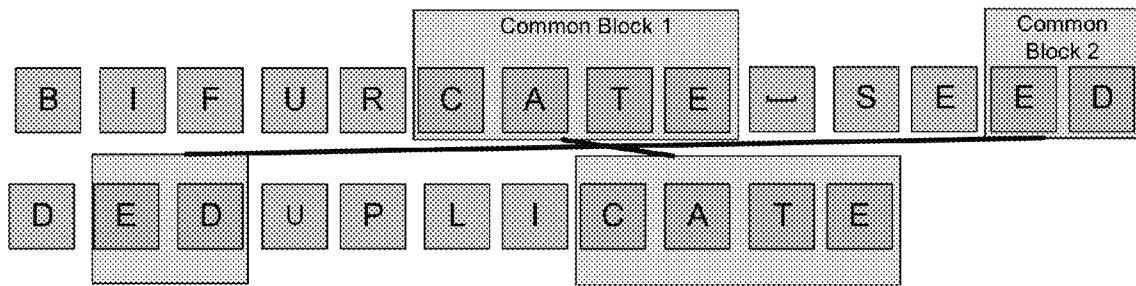 Common Block 1
Common
Block 2
B I F U R C A T E ⎵ S E E D
D E D U P L I C A T E